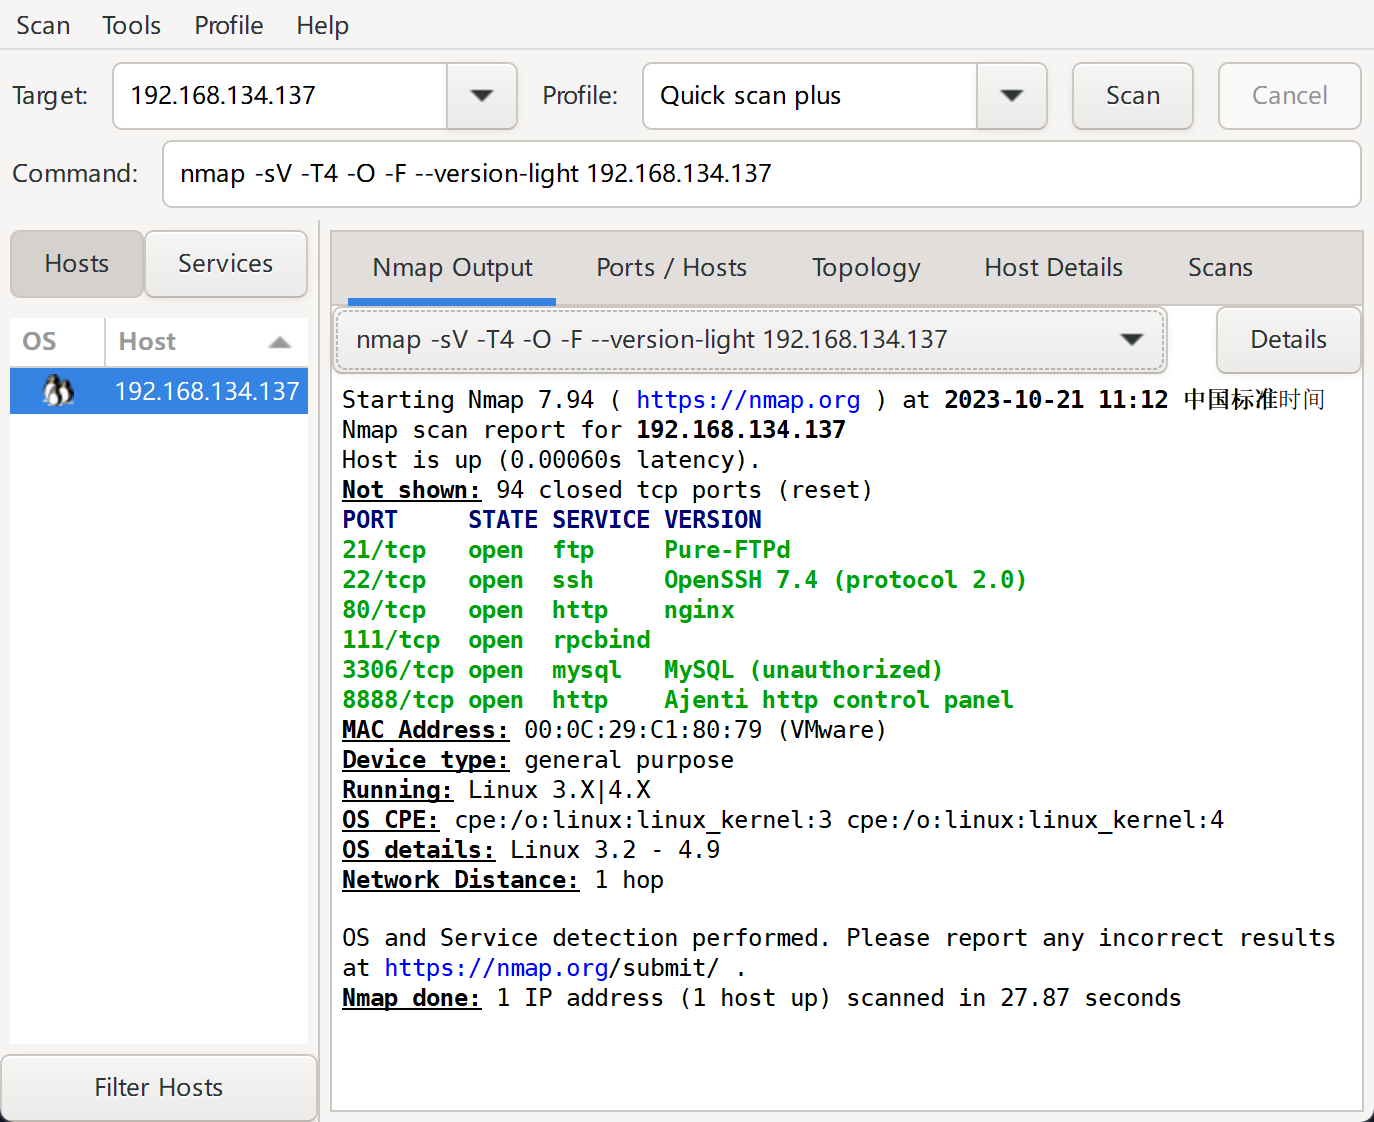 Scan Tools Profile Help
Target: 192.168.134.137 Profile: Quick scan plus Scan Cancel
Command: nmap -sV -T4 -O -F --version-light 192.168.134.137
Hosts Services
OS Host
192.168.134.137
Filter Hosts
Nmap Output Ports / Hosts Topology Host Details Scans
nmap -sV -T4 -O -F --version-light 192.168.134.137 Details
Starting Nmap 7.94 ( https://nmap.org ) at 2023-10-21 11:12 中国标准时间
Nmap scan report for 192.168.134.137
Host is up (0.00060s latency).
Not shown: 94 closed tcp ports (reset)
PORT STATE SERVICE VERSION
21/tcp open ftp Pure-FTPd
22/tcp open ssh OpenSSH 7.4 (protocol 2.0)
80/tcp open http nginx
111/tcp open rpcbind
3306/tcp open mysql MySQL (unauthorized)
8888/tcp open http Ajenti http control panel
MAC Address: 00:0C:29:C1:80:79 (VMware)
Device type: general purpose
Running: Linux 3.X|4.X
OS CPE: cpe:/o:linux:linux_kernel:3 cpe:/o:linux:linux_kernel:4
OS details: Linux 3.2 - 4.9
Network Distance: 1 hop
OS and Service detection performed. Please report any incorrect results
at https://nmap.org/submit/ .
Nmap done: 1 IP address (1 host up) scanned in 27.87 seconds